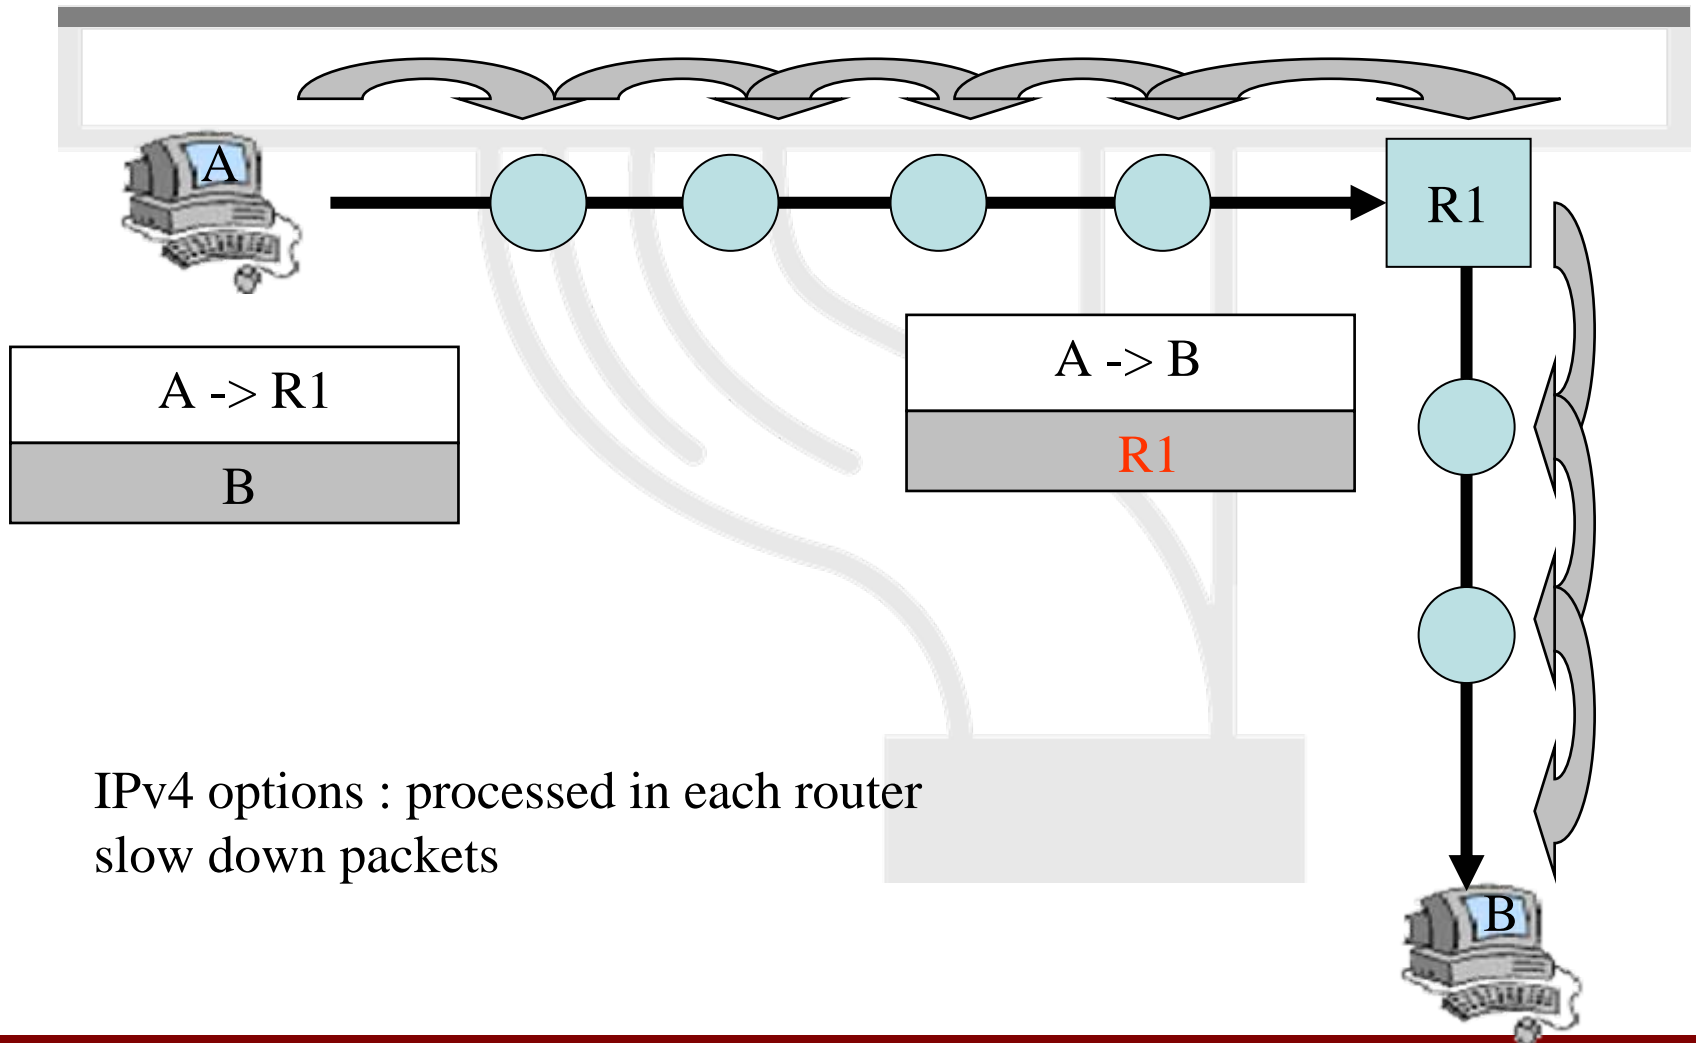 A
R1
A -> R1
B
A -> B
R1
IPv4 options : processed in each router
slow down packets
B